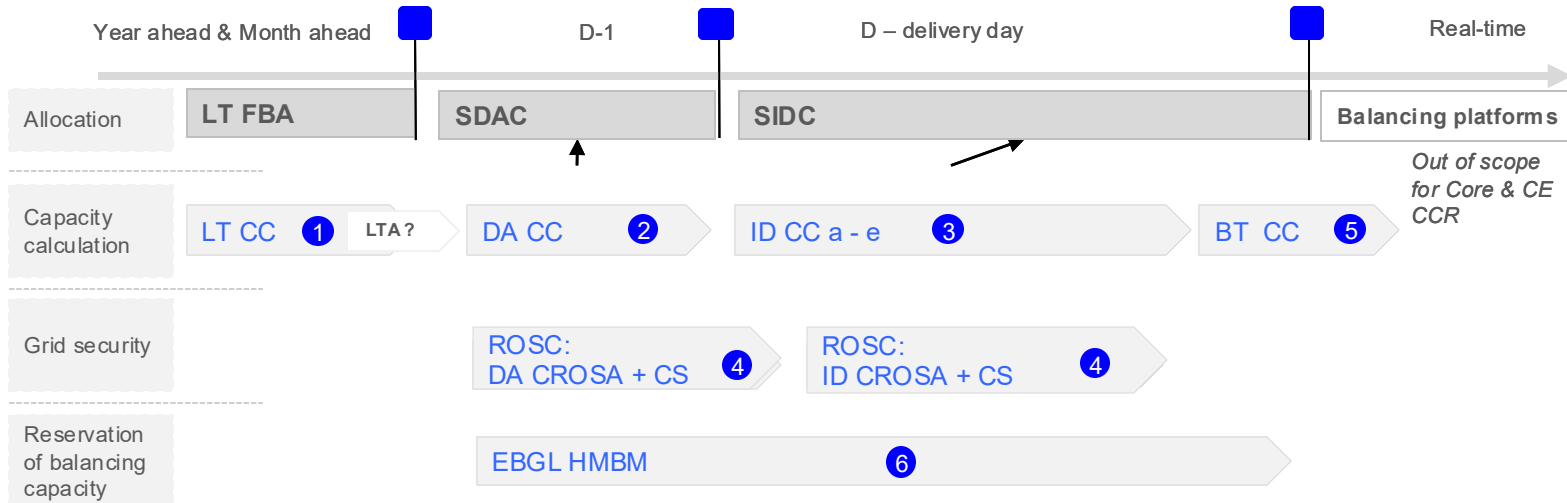 Year ahead & Month ahead
D-1
D – delivery day
Real-time
Allocation
LT FBA
SDAC
SIDC
Balancing platforms
Out of scope
for Core & CE
CCR
Capacity
calculation
LT CC 1
LTA ?
DA CC 2
ID CC a - e 3
BT CC 5
Grid security
ROSC:
DA CROSA + CS 4
ROSC:
ID CROSA + CS 4
Reservation
of balancing
capacity
EBGL HMBM 6